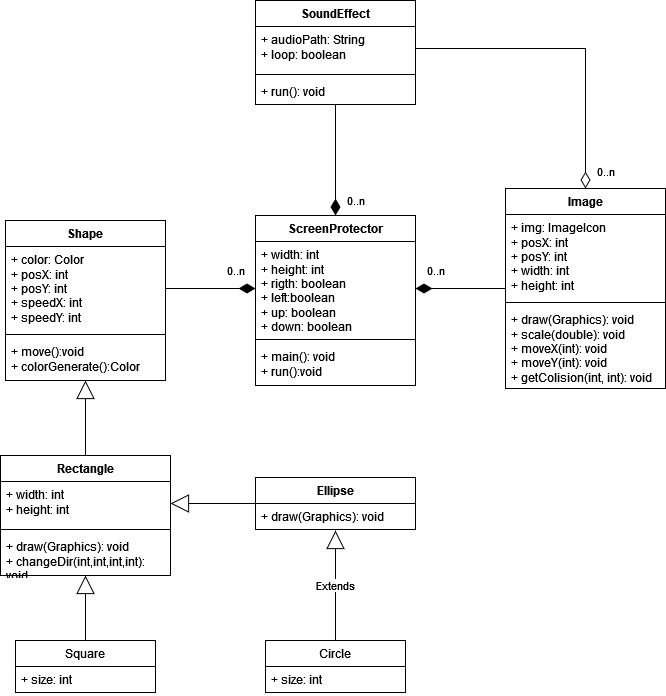 SoundEffect
+ audioPath: String
+ loop: boolean
+ run(): void
0..n
0..n
Image
+ img: ImageIcon
+ posX: int
+ posY: int
+ width: int
+ height: int
+ draw(Graphics): void
+ scale(double): void
+ moveX(int): void
+ moveY(int): void
+ getColision(int, int): void
Shape
+ color: Color
+ posX: int
+ posY: int
+ speedX: int
+ speedY: int
+ move():void
+ colorGenerate():Color
0..n
ScreenProtector
+ width: int
+ height: int
+ rigth: boolean
+ left:boolean
+ up: boolean
+ down: boolean
+ main(): void
+ run():void
0..n
Rectangle
+ width: int
+ height: int
+ draw(Graphics): void
+ changeDir(int,int,int,int):
void
Ellipse
+ draw(Graphics): void
Extends
Square
+ size: int
Circle
+ size: int